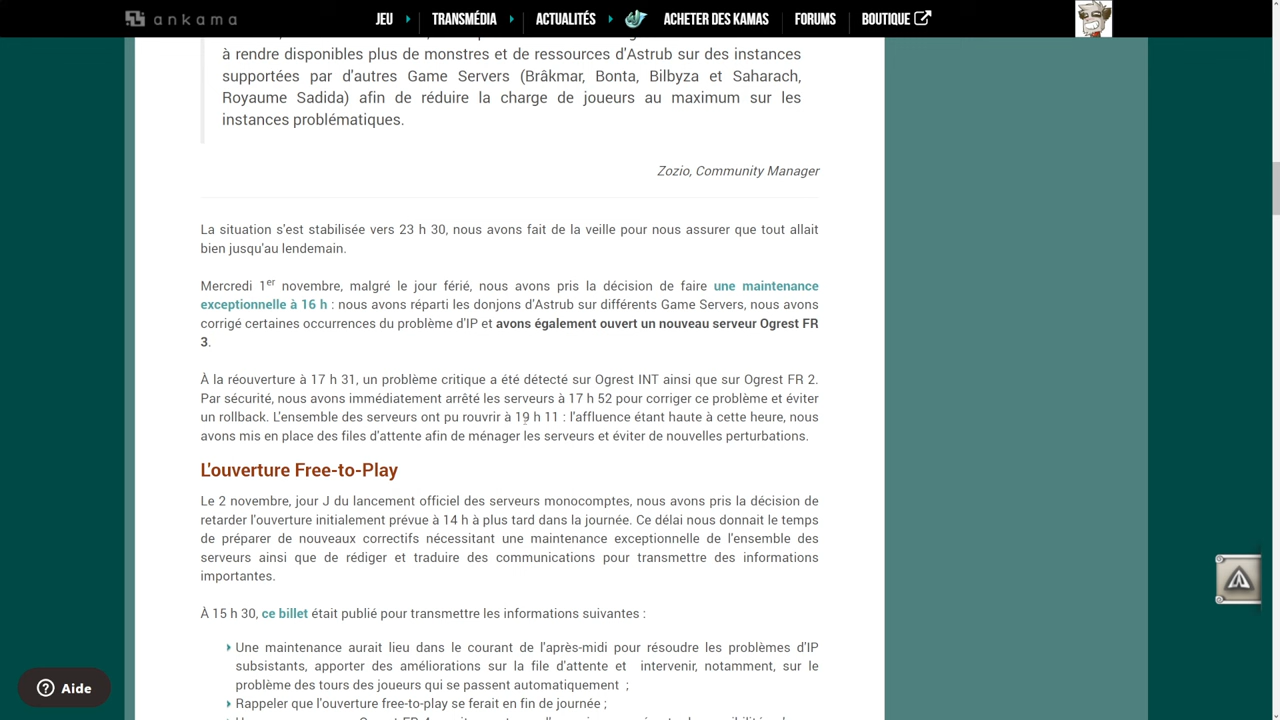 ankama
JEU
TRANSMÉDIA
ACTUALITÉS
ACHETER DES KAMAS
FORUMS
BOUTIQUE
à rendre disponibles plus de monstres et de ressources d'Astrub sur des instances
supportées par d'autres Game Servers (Brâkmar, Bonta, Bilbyza et Saharach,
Royaume Sadida) afin de réduire la charge de joueurs au maximum sur les
instances problématiques.
Zozio, Community Manager
La situation s'est stabilisée vers 23 h 30, nous avons fait de la veille pour nous assurer que tout allait
bien jusqu'au lendemain.
Mercredi 1er novembre, malgré le jour férié, nous avons pris la décision de faire une maintenance
exceptionnelle à 16 h : nous avons réparti les donjons d'Astrub sur différents Game Servers, nous avons
corrigé certaines occurrences du problème d'IP et avons également ouvert un nouveau serveur Ogrest FR
3.
À la réouverture à 17 h 31, un problème critique a été détecté sur Ogrest INT ainsi que sur Ogrest FR 2.
Par sécurité, nous avons immédiatement arrêté les serveurs à 17 h 52 pour corriger ce problème et éviter
un rollback. L'ensemble des serveurs ont pu rouvrir à 19 h 11 : l'affluence étant haute à cette heure, nous
avons mis en place des files d'attente afin de ménager les serveurs et éviter de nouvelles perturbations.
L'ouverture Free-to-Play
Le 2 novembre, jour J du lancement officiel des serveurs monocomptes, nous avons pris la décision de
retarder l'ouverture initialement prévue à 14 h à plus tard dans la journée. Ce délai nous donnait le temps
de préparer de nouveaux correctifs nécessitant une maintenance exceptionnelle de l'ensemble des
serveurs ainsi que de rédiger et traduire des communications pour transmettre des informations
importantes.
À 15 h 30, ce billet était publié pour transmettre les informations suivantes :
Une maintenance aurait lieu dans le courant de l'après-midi pour résoudre les problèmes d'IP
subsistants, apporter des améliorations sur la file d'attente et intervenir, notamment, sur le
problème des tours des joueurs qui se passent automatiquement ;
Rappeler que l'ouverture free-to-play se ferait en fin de journée ;
Aide